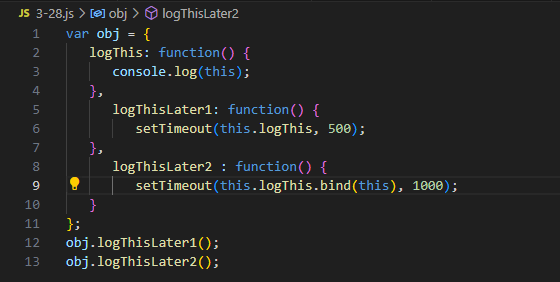 JS 3-28.js > obj > logThisLater2
1 var obj = {
2 logThis: function() {
3 console.log(this);
4 },
5 logThisLater1: function() {
6 setTimeout(this.logThis, 500);
7 },
8 logThisLater2 : function() {
9 setTimeout(this.logThis.bind(this), 1000);
10 }
11 };
12 obj.logThisLater1();
13 obj.logThisLater2();